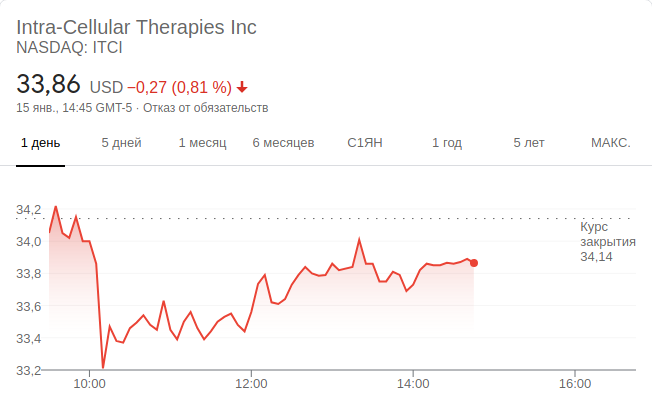 Intra-Cellular Therapies Inc
NASDAQ: ITCI
33,86 USD −0,27 (0,81 %)
15 янв., 14:45 GMT-5 · Отказ от обязательств
1 день 5 дней 1 месяц 6 месяцев С1ЯН 1 год 5 лет МАКС.
34,2
34,0
33,8
33,6
33,4
33,2
Курс
закрытия
34,14
10:00 12:00 14:00 16:00